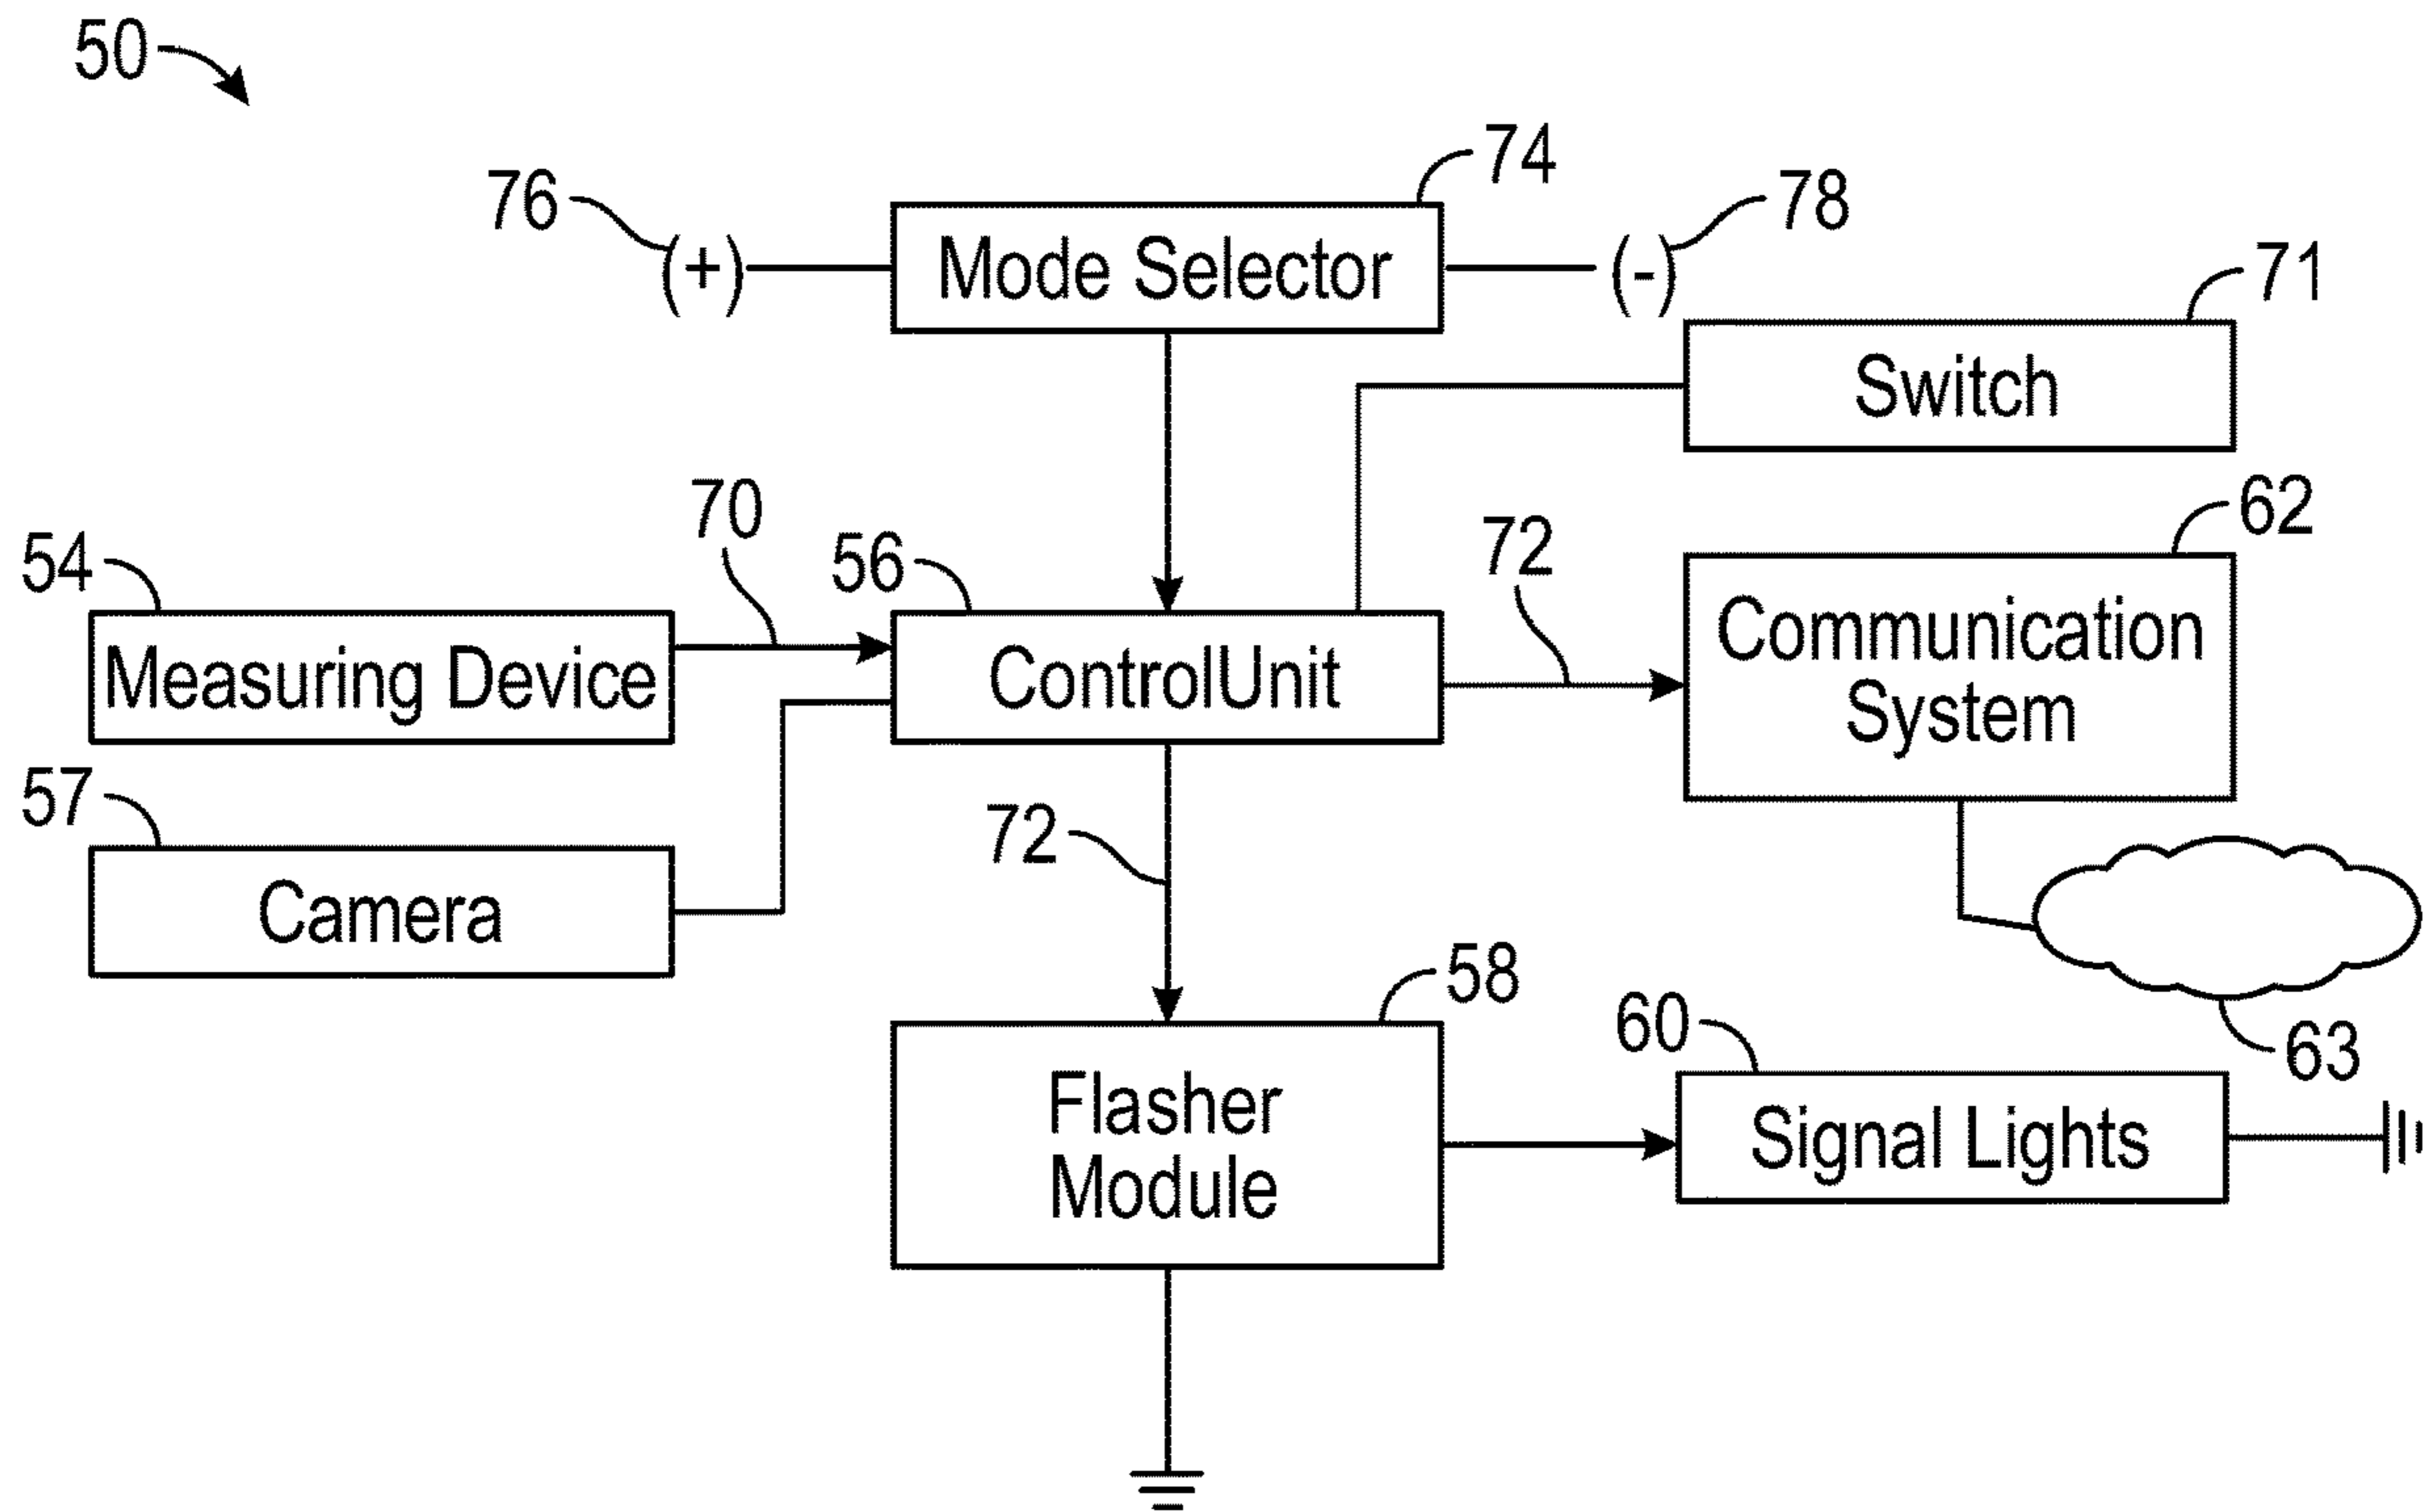 50
74
76
78
(+)
Mode Selector
(-)
71
Switch
70
72
62
54
56
Measuring Device
ControlUnit
Communication
System
57
72
Camera
58
60
63
Flasher
Module
Signal Lights